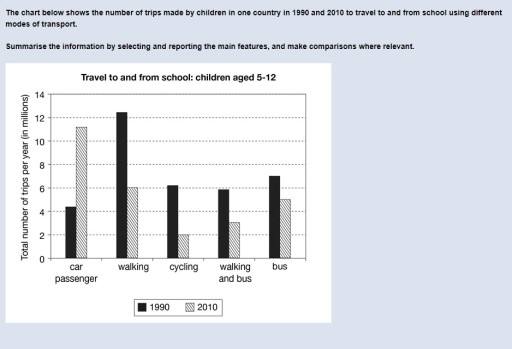 The chart below shows the number of trips made by children in one country in 1990 and 2010 to travel to and from school using different
modes of transport.
Summarise the information by selecting and reporting the main features, and make comparisons where relevant.
Travel to and from school: children aged 5-12
Total number of trips per year (in millions)
14
12
10
8
6
4
2
0
car
passenger
walking
cycling
walking
and bus
bus
1990
2010